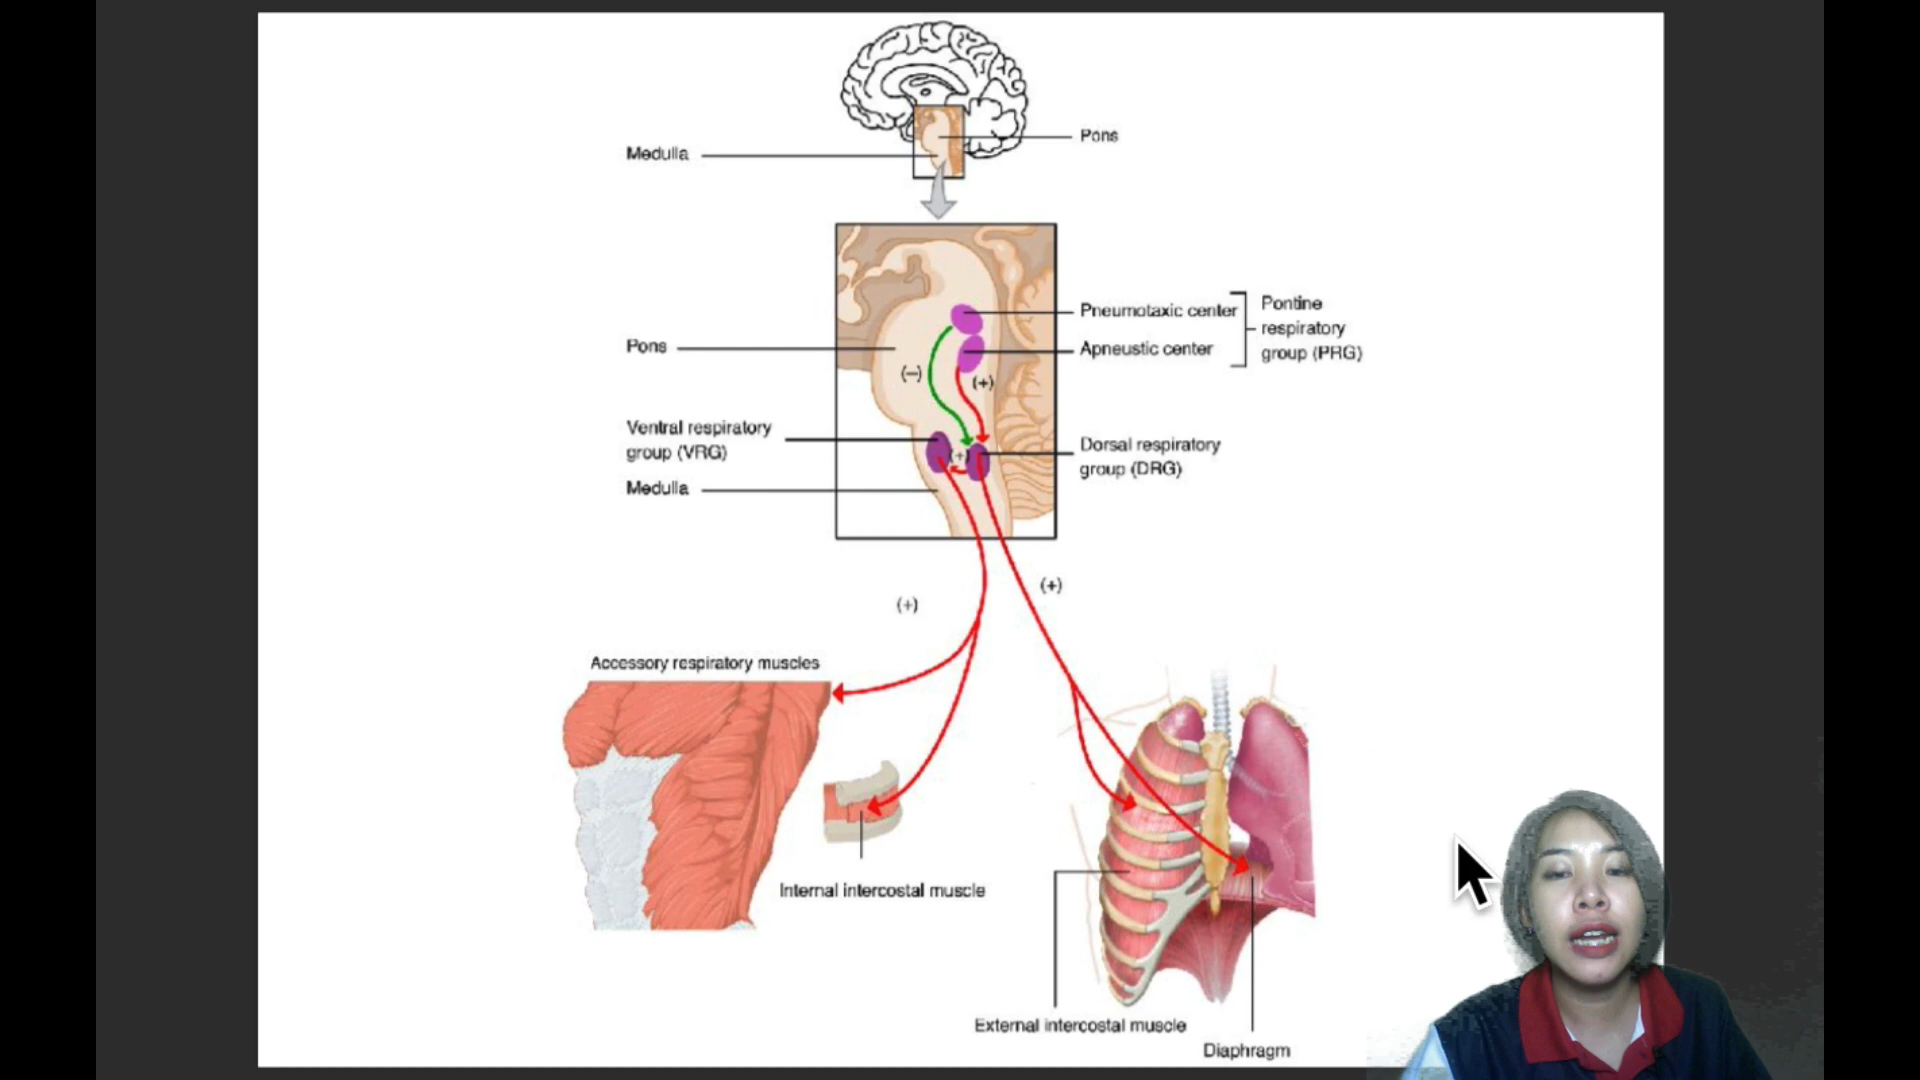 Pons
Medulla
Pneumotaxic center
Apneustic center
Pontine
respiratory
group (PRG)
Pons
(–)
(+)
Ventral respiratory
group (VRG)
(+)
Dorsal respiratory
group (DRG)
Medulla
(+)
(+)
Accessory respiratory muscles
Internal intercostal muscle
External intercostal muscle
Diaphragm